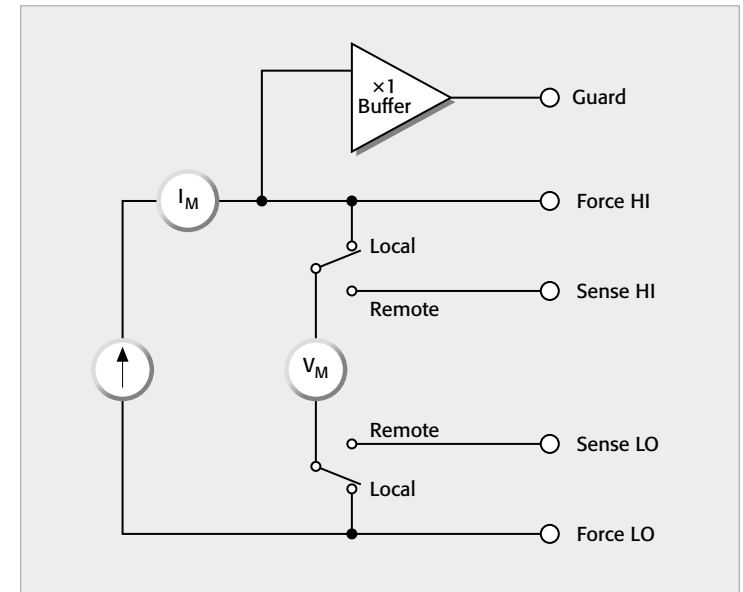 ×1
Buffer
Guard
I_M
Force HI
Local
Sense HI
Remote
V_M
Remote
Sense LO
Local
Force LO